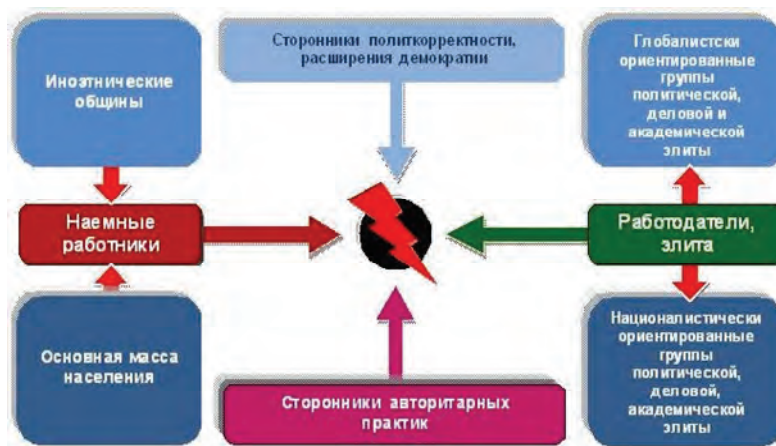 Иноэтнические
общины
Сторонники политкорректности,
расширения демократии
Глобалистски
ориентированные
группы
политической,
деловой и
академической
элиты
Наемные
работники
Работодатели,
элита
Основная масса
населения
Сторонники авторитарных
практик
Националистически
ориентированные
группы
политической,
деловой,
академической
элиты